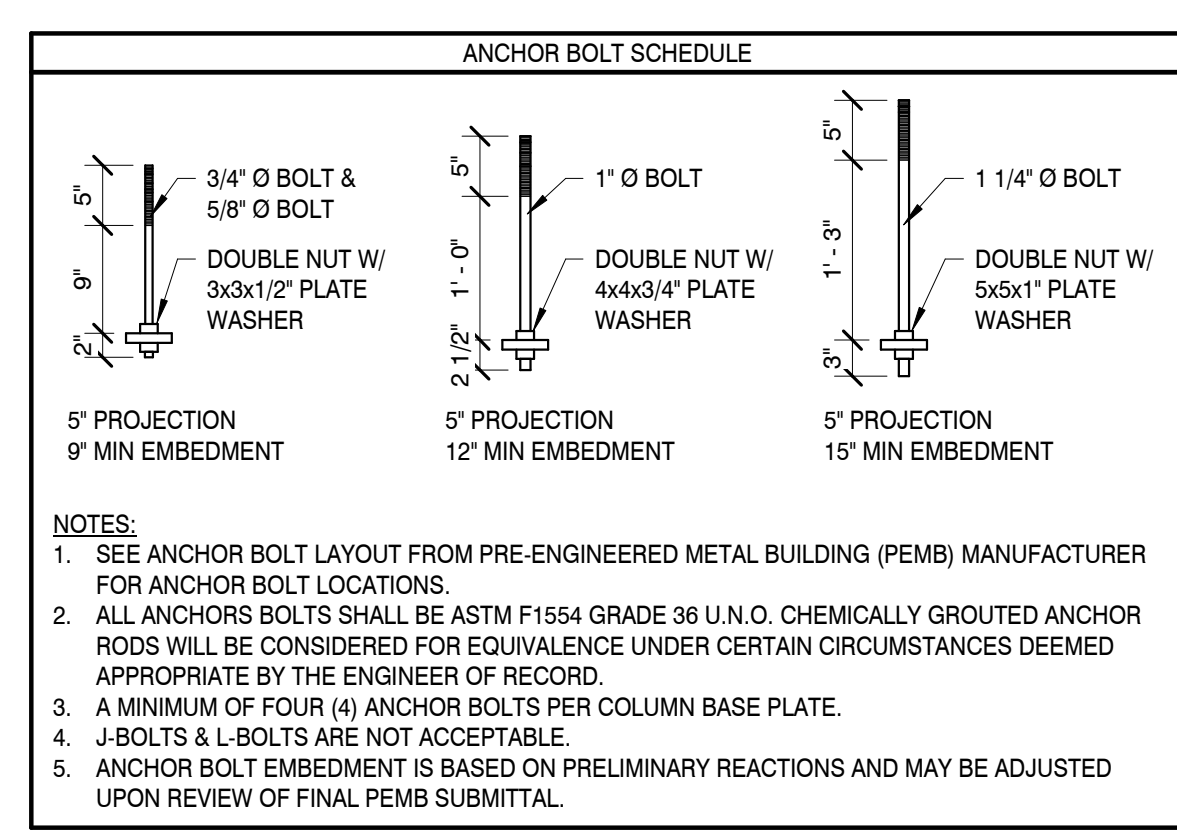 ANCHOR BOLT SCHEDULE
5"
9"
2"
3/4" Ø BOLT &
5/8" Ø BOLT
DOUBLE NUT W/
3x3x1/2" PLATE
WASHER
5" PROJECTION
9" MIN EMBEDMENT
5"
1' - 0"
2 1/2"
1" Ø BOLT
DOUBLE NUT W/
4x4x3/4" PLATE
WASHER
5" PROJECTION
12" MIN EMBEDMENT
5"
1' - 3"
3"
1 1/4" Ø BOLT
DOUBLE NUT W/
5x5x1" PLATE
WASHER
5" PROJECTION
15" MIN EMBEDMENT
NOTES:
1. SEE ANCHOR BOLT LAYOUT FROM PRE-ENGINEERED METAL BUILDING (PEMB) MANUFACTURER
FOR ANCHOR BOLT LOCATIONS.
2. ALL ANCHORS BOLTS SHALL BE ASTM F1554 GRADE 36 U.N.O. CHEMICALLY GROUTED ANCHOR
RODS WILL BE CONSIDERED FOR EQUIVALENCE UNDER CERTAIN CIRCUMSTANCES DEEMED
APPROPRIATE BY THE ENGINEER OF RECORD.
3. A MINIMUM OF FOUR (4) ANCHOR BOLTS PER COLUMN BASE PLATE.
4. J-BOLTS & L-BOLTS ARE NOT ACCEPTABLE.
5. ANCHOR BOLT EMBEDMENT IS BASED ON PRELIMINARY REACTIONS AND MAY BE ADJUSTED
UPON REVIEW OF FINAL PEMB SUBMITTAL.